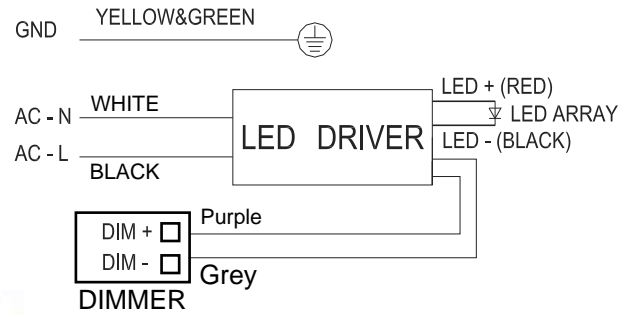 GND YELLOW&GREEN
AC - N WHITE
AC - L BLACK
LED DRIVER
LED + (RED)
LED ARRAY
LED - (BLACK)
DIM + Purple
DIM - Grey
DIMMER